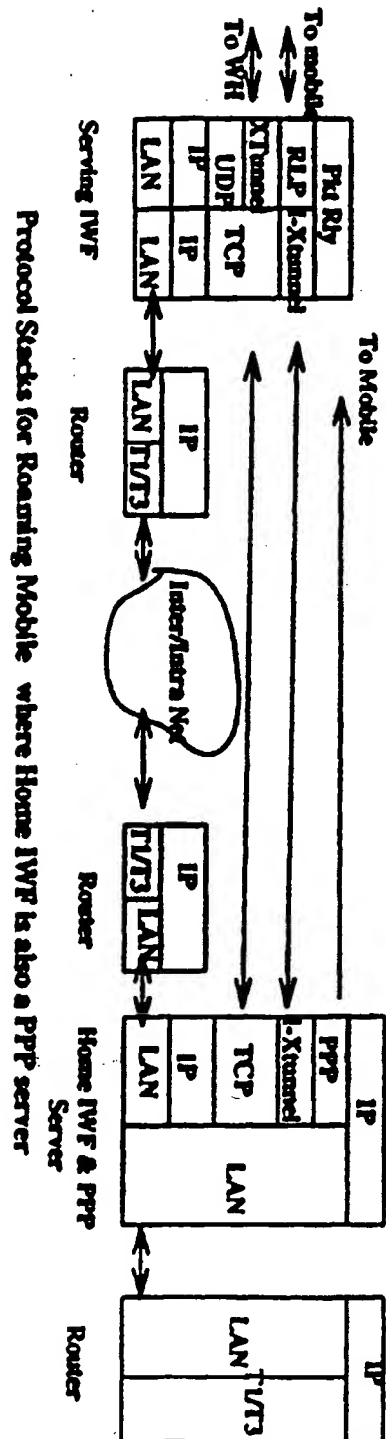 To mobile
To WH
Pkt Rly
RLP I-Xtunnel
XTunnel
UDP TCP
IP IP
LAN LAN
Serving IWF
To Mobile
IP
LAN T1/T3
Router
Inter/Intra Net
IP
T1/T3 LAN
Router
IP
PPP
I-Xtunnel
TCP
IP
LAN
LAN
Home IWF & PPP
Server
IP
LAN T1/T3
Router
Protocol Stacks for Roaming Mobile where Home IWF is also a PPP server